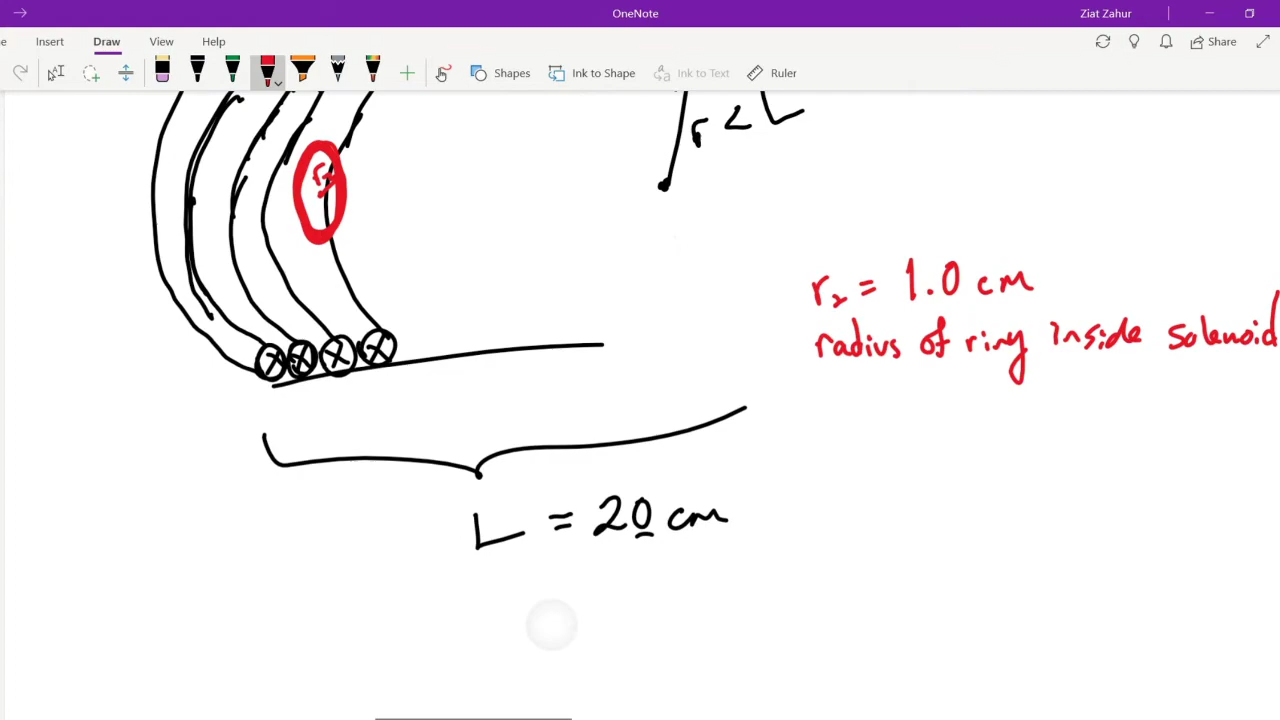 OneNote
Ziat Zahur
Insert Draw View Help
Share
Shapes
Ink to Shape
Ink to Text
Ruler
r < L
r₂
r₂ = 1.0 cm
radius of ring inside solenoid
L = 20 cm